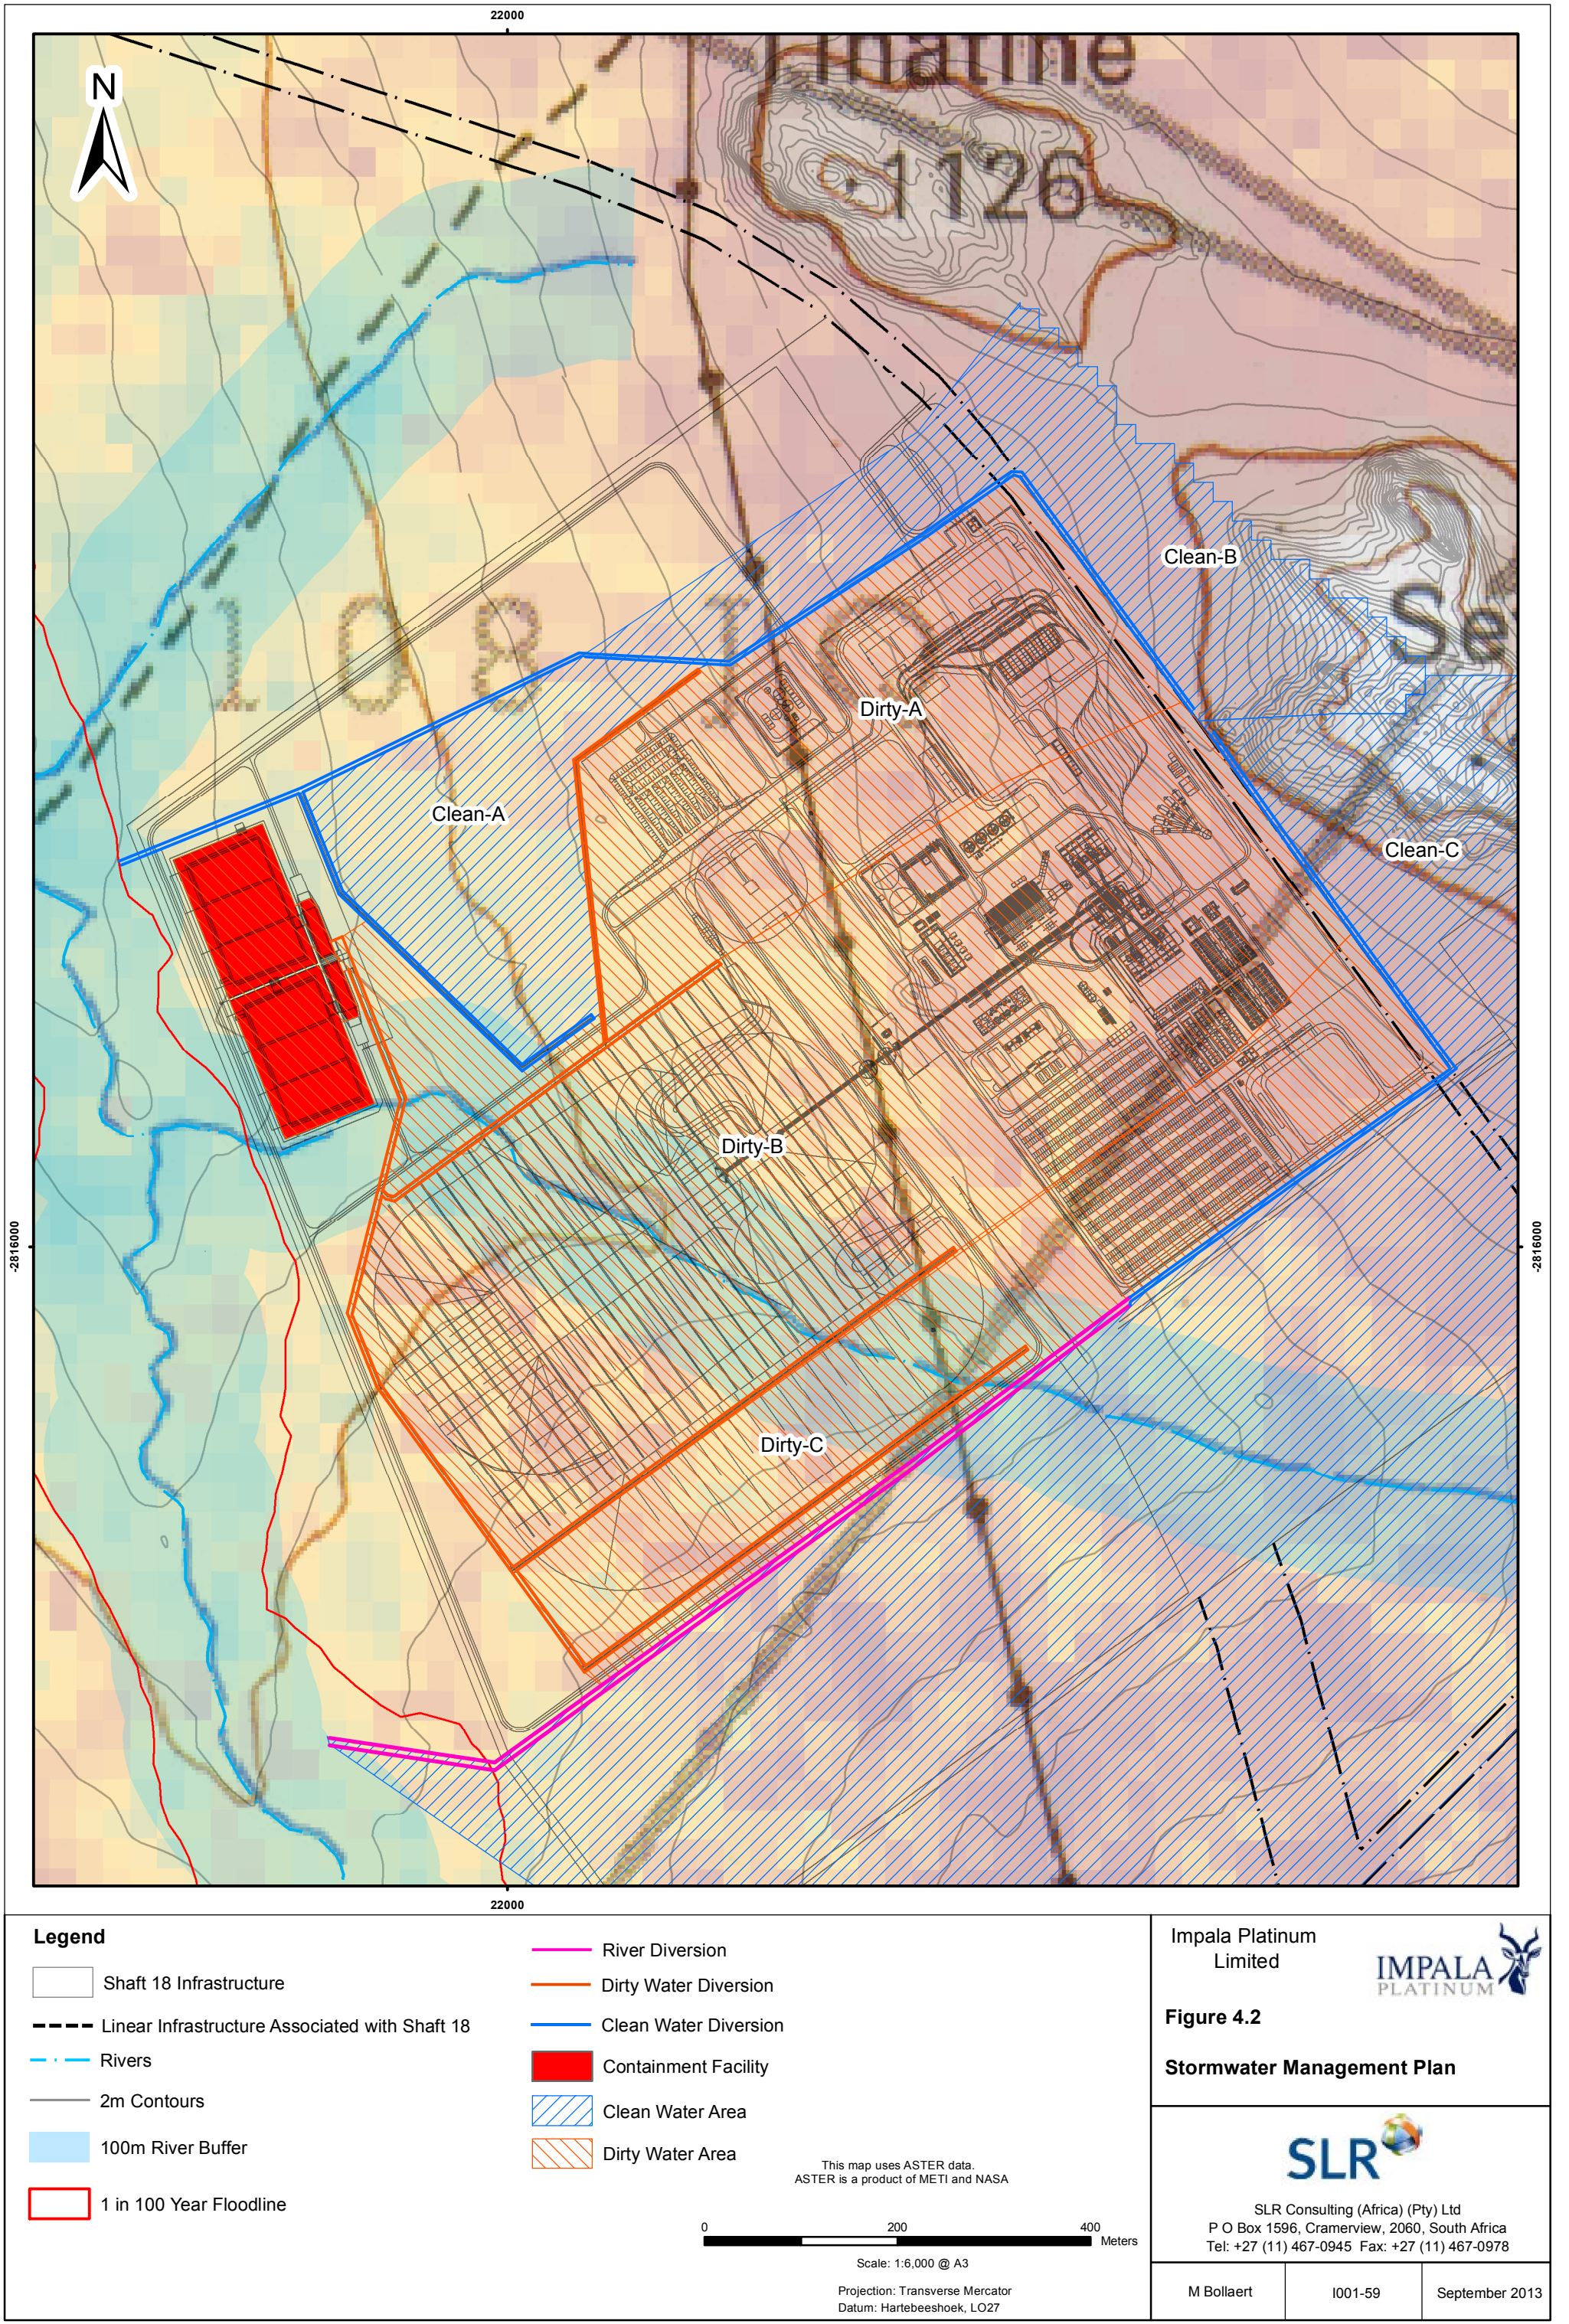 22000
N
1126
Clean-B
Se
108 JQ
Dirty-A
Clean-A
Clean-C
Dirty-B
-2816000
-2816000
Dirty-C
22000
Legend
Shaft 18 Infrastructure
Linear Infrastructure Associated with Shaft 18
Rivers
2m Contours
100m River Buffer
1 in 100 Year Floodline
River Diversion
Dirty Water Diversion
Clean Water Diversion
Containment Facility
Clean Water Area
Dirty Water Area
This map uses ASTER data.
ASTER is a product of METI and NASA
0 200 400
Meters
Scale: 1:6,000 @ A3
Projection: Transverse Mercator
Datum: Hartebeeshoek, LO27
Impala Platinum
Limited
IMPALA
PLATINUM
Figure 4.2
Stormwater Management Plan
SLR
SLR Consulting (Africa) (Pty) Ltd
P O Box 1596, Cramerview, 2060, South Africa
Tel: +27 (11) 467-0945 Fax: +27 (11) 467-0978
M Bollaert
I001-59
September 2013